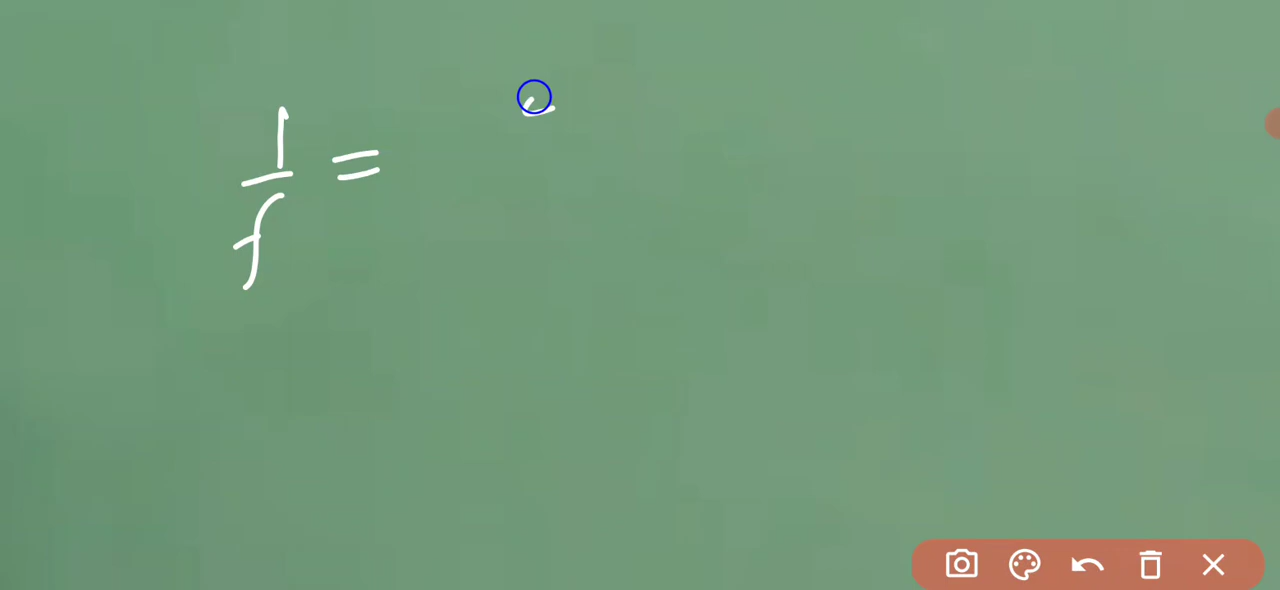 1/f =